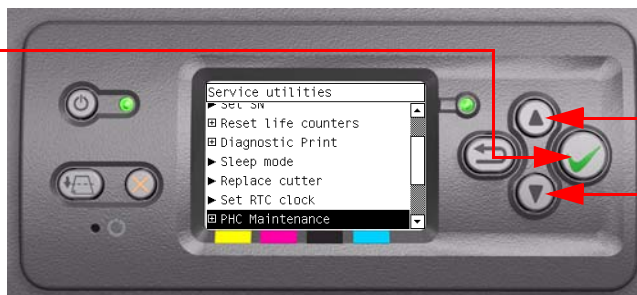 Service utilities
Set SN
Reset life counters
Diagnostic Print
Sleep mode
Replace cutter
Set RTC clock
PHC Maintenance